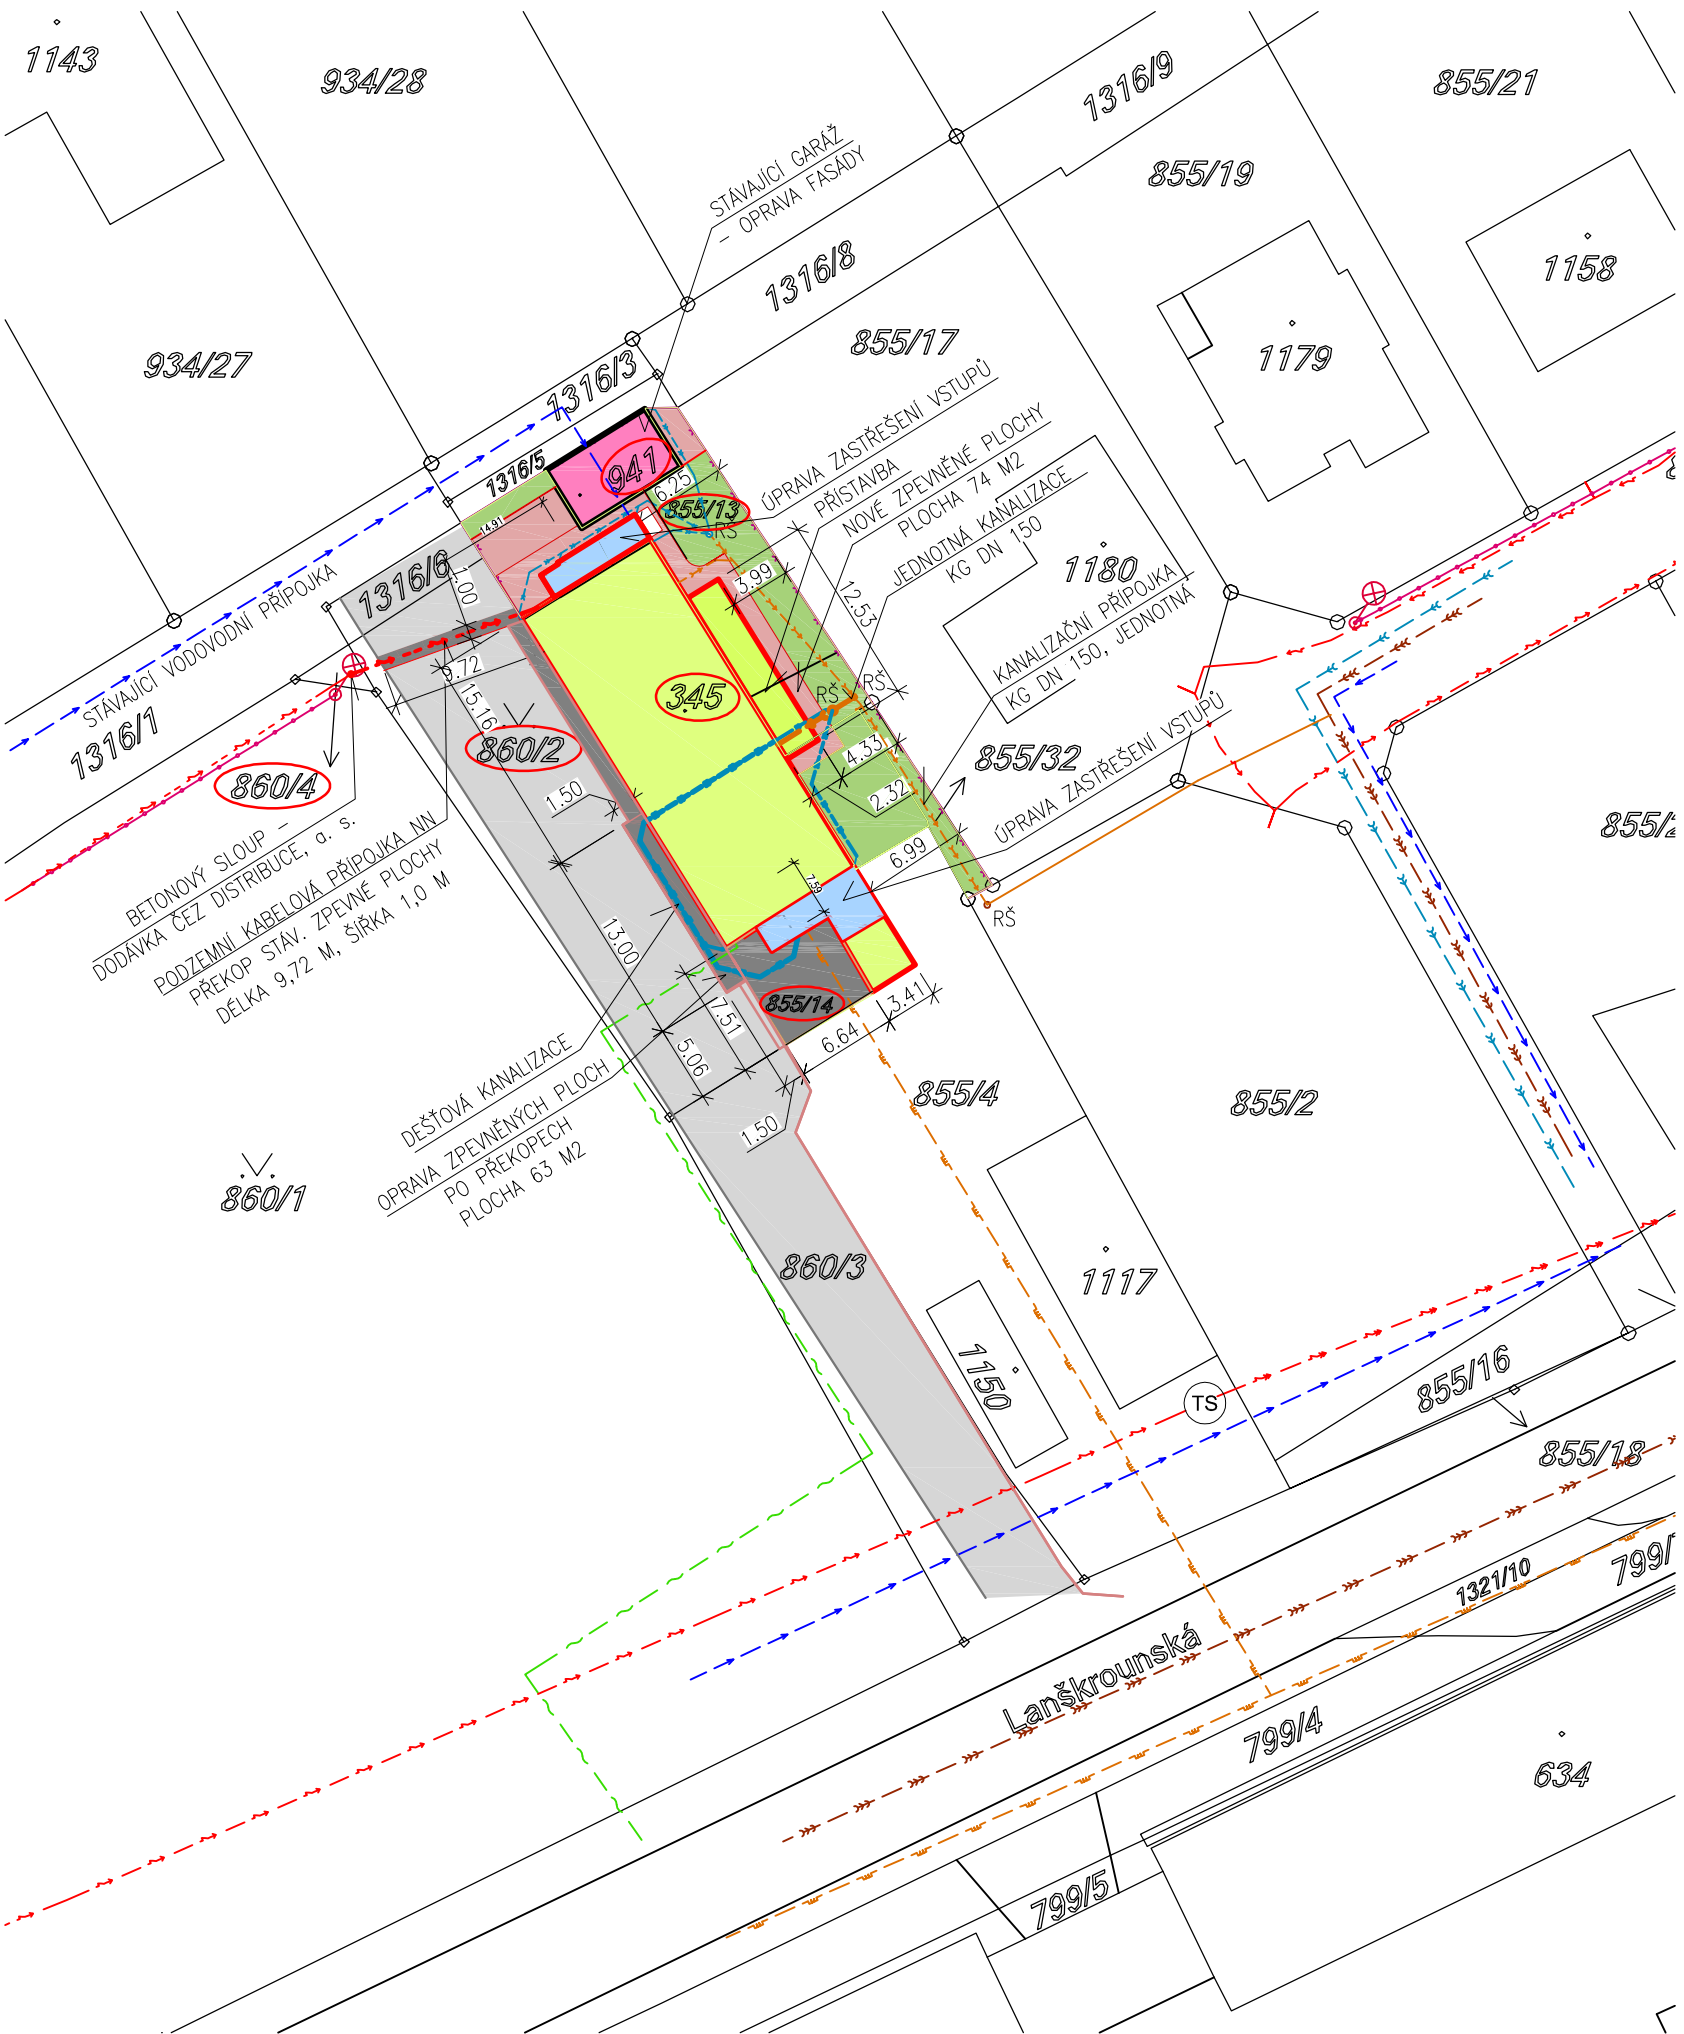 1143
934/28
1316/9
855/21
STÁVAJÍCÍ GARÁŽ
- OPRAVA FASÁDY
855/19
1316/8
1158
934/27
855/17
1179
1316/3
1316/5
941
ÚPRAVA ZASTŘEŠENÍ VSTUPŮ
PŘÍSTAVBA
NOVÉ ZPEVNĚNÉ PLOCHY
PLOCHA 74 M2
JEDNOTNÁ KANALIZACE
KG DN 150
6.25
855/13
RŠ
14.91
1316/6
1.00
3.99
12.53
1180
KANALIZAČNÍ PŘÍPOJKA
KG DN 150, JEDNOTNÁ
STÁVAJÍCÍ VODOVODNÍ PŘÍPOJKA
1316/1
9.72
15.16
345
RŠ
RŠ
860/2
860/4
4.33
855/32
2.32
1.50
ÚPRAVA ZASTŘEŠENÍ VSTUPŮ
6.99
7.59
RŠ
BETONOVÝ SLOUP -
DODÁVKA ČEZ DISTRIBUCE, a. s.
PODZEMNÍ KABELOVÁ PŘÍPOJKA NN
PŘEKOP STÁV. ZPEVNÉ PLOCHY
DÉLKA 9,72 M, ŠÍŘKA 1,0 M
13.00
855/14
3.41
6.64
7.51
5.06
1.50
DEŠŤOVÁ KANALIZACE
OPRAVA ZPEVNĚNÝCH PLOCH
PO PŘEKOPECH
PLOCHA 63 M2
855/4
855/2
860/1
860/3
1117
1150
TS
855/16
855/18
1321/10
Lanškrounská
799/4
634
799/5